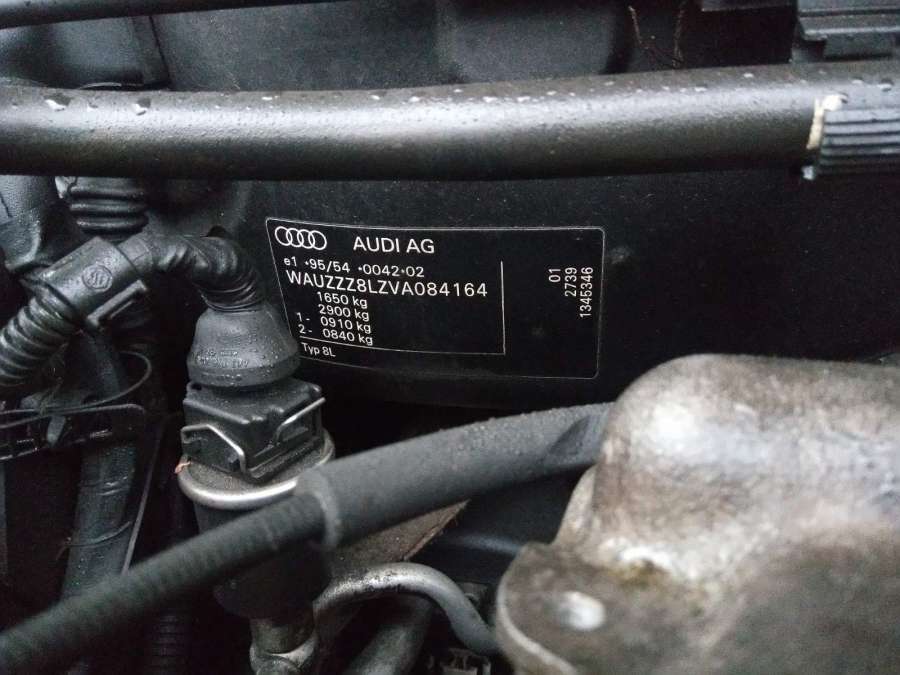 AUDI AG
e1 *95/54 *0042*02
WAUZZZ8LZVA084164
1650 kg
2900 kg
1- 0910 kg
2- 0840 kg
Typ 8L
01
2739
1345346